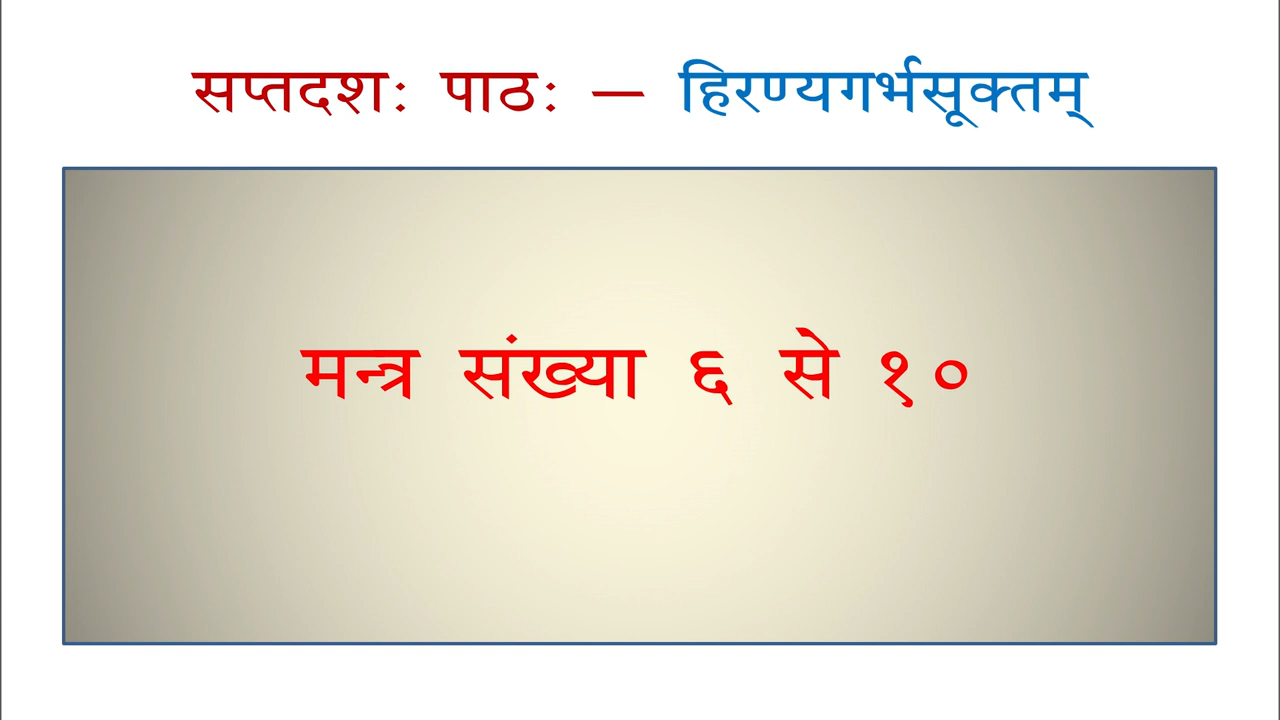 सप्तदशः पाठः – हिरण्यगर्भसूक्तम्
मन्त्र संख्या ६ से १०